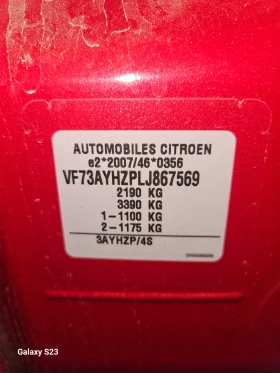 AUTOMOBILES CITROEN
e2*2007/46*0356
VF73AYHZPLJ867569
2190 KG
3390 KG
1-1100 KG
2-1175 KG
3AYHZP/4S
Galaxy S23